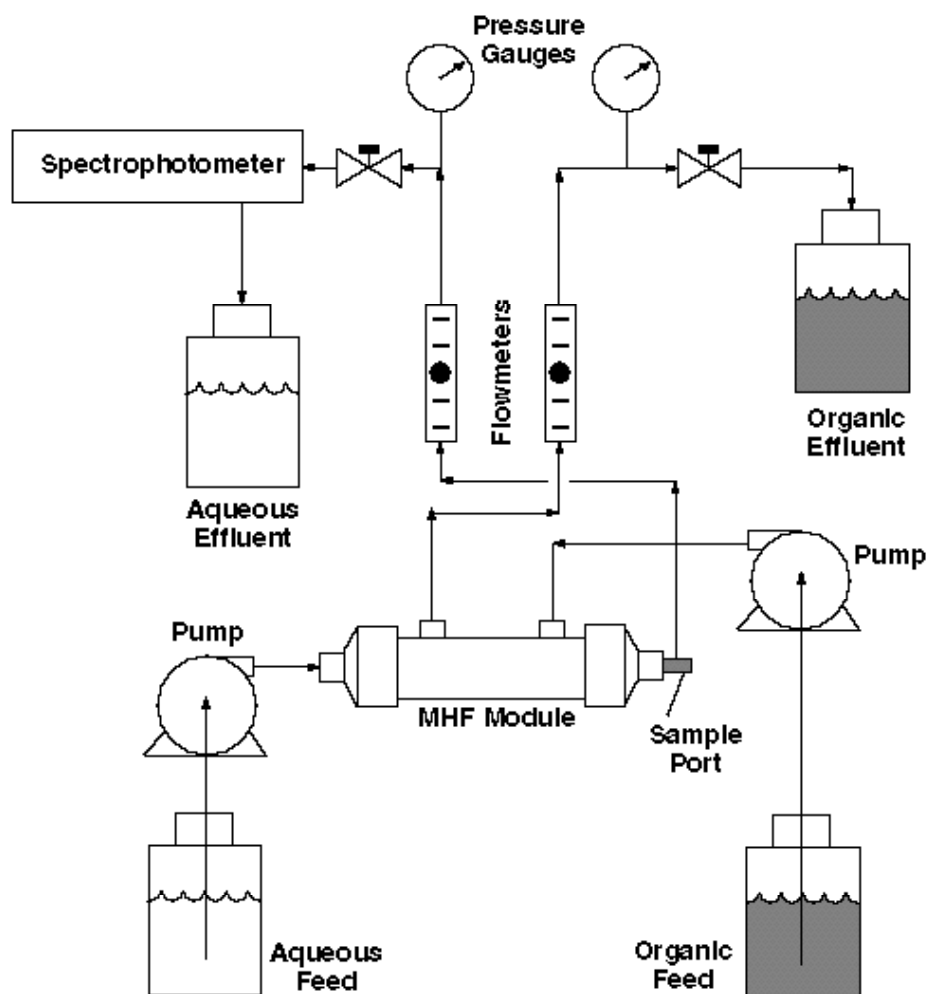 Pressure
Gauges
Spectrophotometer
Flowmeters
Organic
Effluent
Aqueous
Effluent
Pump
Pump
MHF Module
Sample
Port
Aqueous
Feed
Organic
Feed